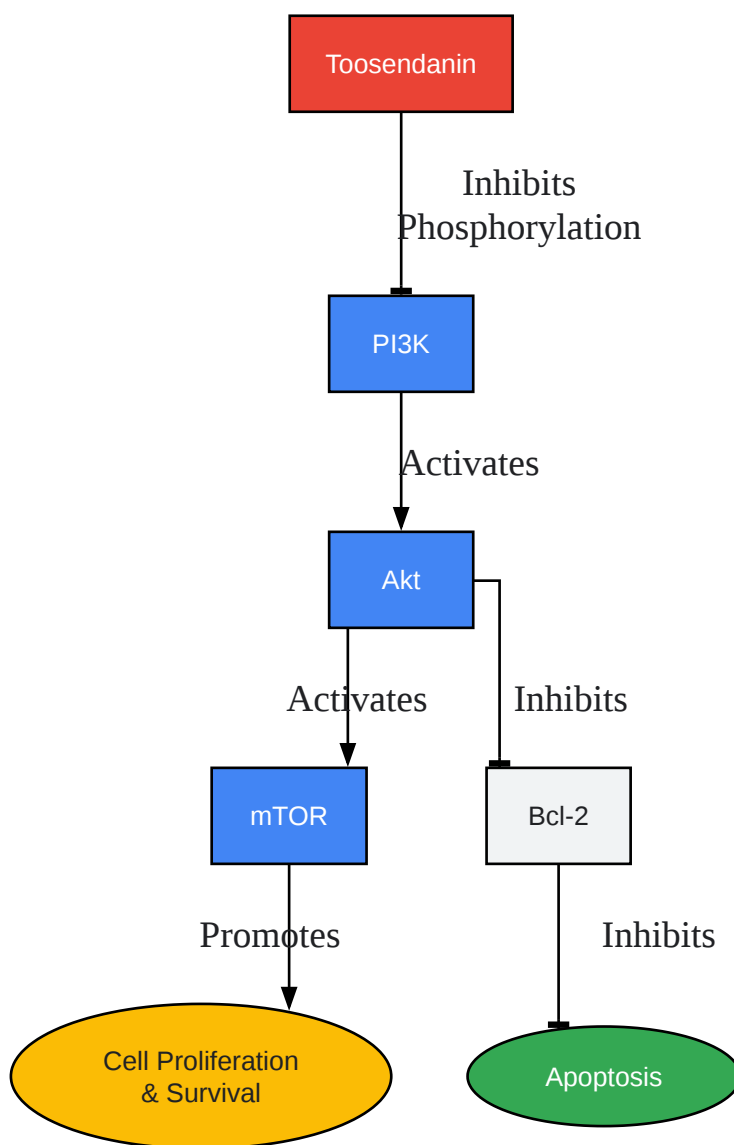 Toosendanin
Inhibits
Phosphorylation
PI3K
Activates
Akt
Activates
Inhibits
mTOR
Bcl-2
Promotes
Inhibits
Cell Proliferation
& Survival
Apoptosis